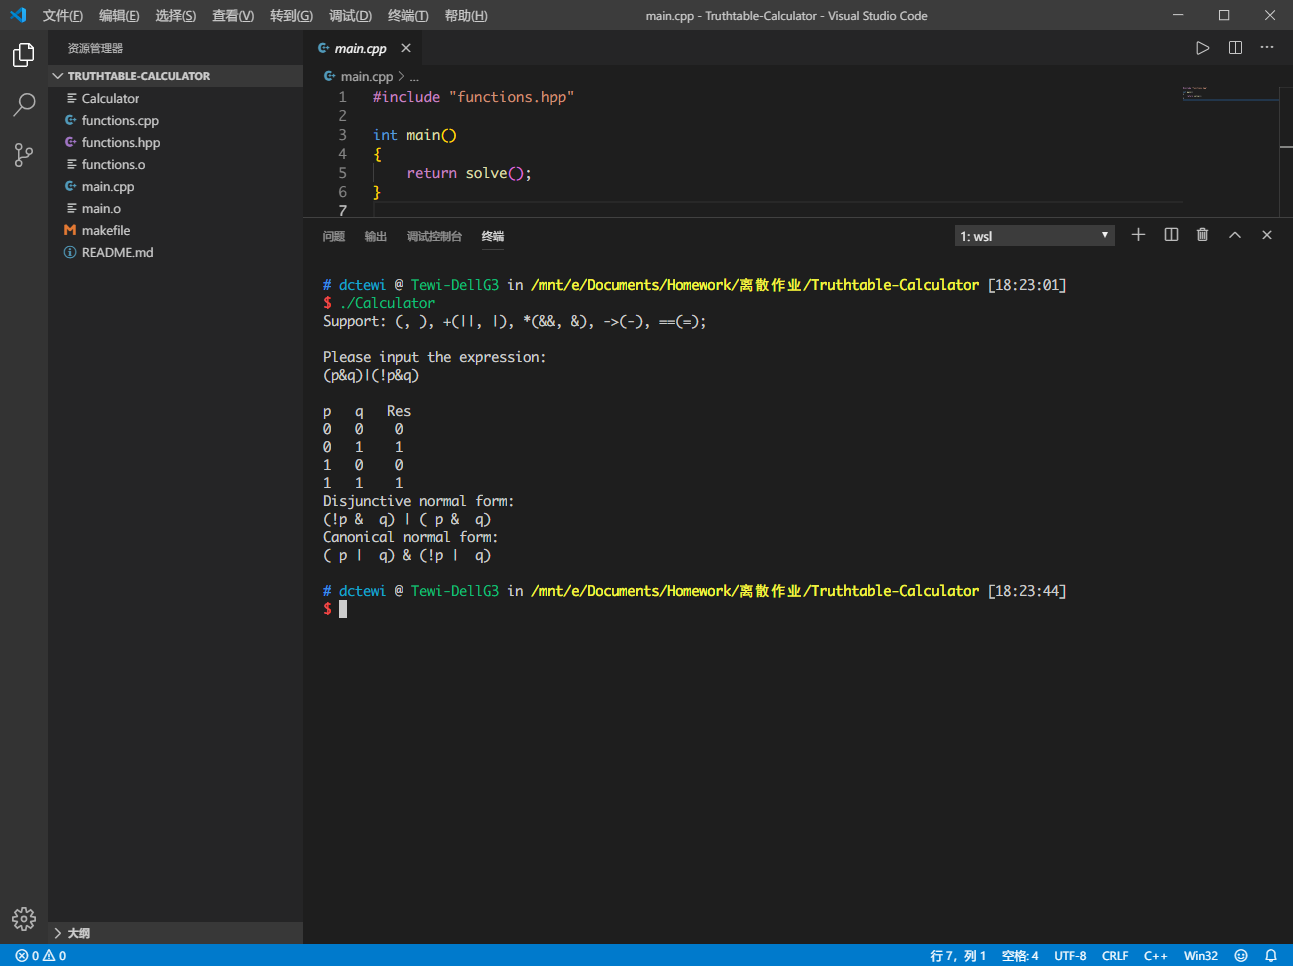 文件(F) 编辑(E) 选择(S) 查看(V) 转到(G) 调试(D) 终端(T) 帮助(H) main.cpp - Truthtable-Calculator - Visual Studio Code
资源管理器
TRUTHTABLE-CALCULATOR
Calculator
functions.cpp
functions.hpp
functions.o
main.cpp
main.o
makefile
README.md
大纲
main.cpp
main.cpp > ...
1 #include "functions.hpp"
2
3 int main()
4 {
5 return solve();
6 }
7
问题 输出 调试控制台 终端 1: wsl
# dctewi @ Tewi-DellG3 in /mnt/e/Documents/Homework/离散作业/Truthtable-Calculator [18:23:01]
$ ./Calculator
Support: (, ), +(||, |), *(&&, &), ->(-), ==(=);
Please input the expression:
(p&q)|(!p&q)
p q Res
0 0 0
0 1 1
1 0 0
1 1 1
Disjunctive normal form:
(!p & q) | ( p & q)
Canonical normal form:
( p | q) & (!p | q)
# dctewi @ Tewi-DellG3 in /mnt/e/Documents/Homework/离散作业/Truthtable-Calculator [18:23:44]
$
0 0 行 7，列 1 空格: 4 UTF-8 CRLF C++ Win32